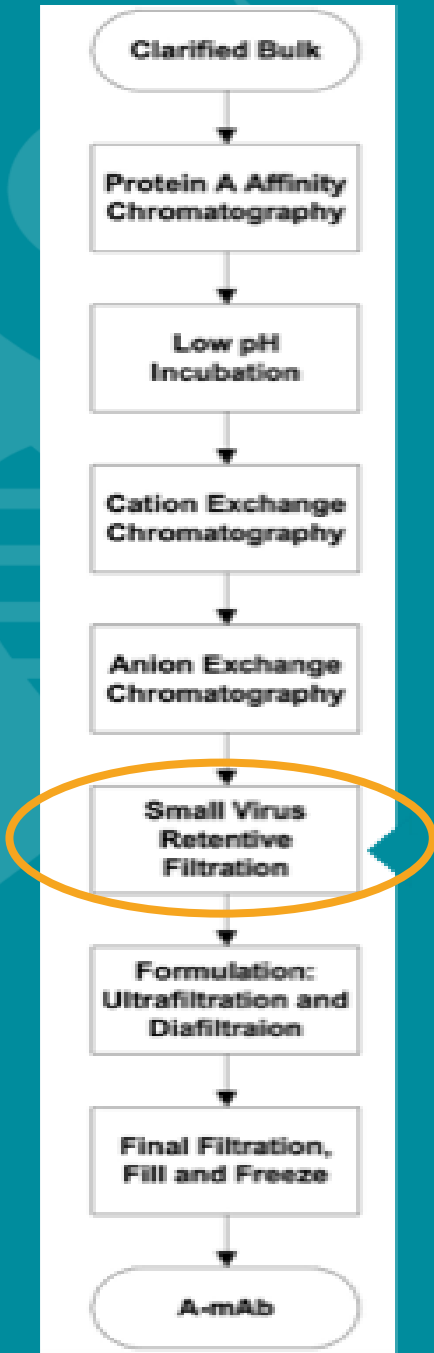 Clarified Bulk
Protein A Affinity
Chromatography
Low pH
Incubation
Cation Exchange
Chromatography
Anion Exchange
Chromatography
Small Virus
Retentive
Filtration
Formulation:
Ultrafiltration and
Diafiltraion
Final Filtration,
Fill and Freeze
A-mAb